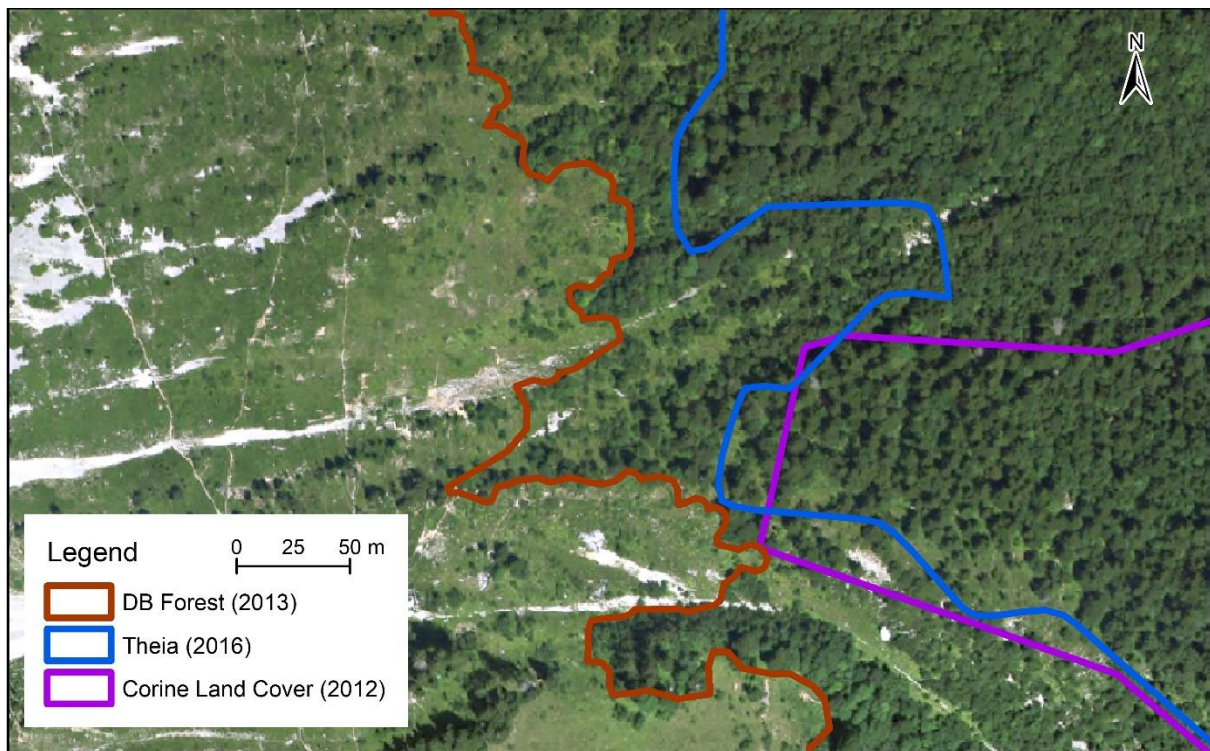 N
Legend
0 25 50 m
DB Forest (2013)
Theia (2016)
Corine Land Cover (2012)